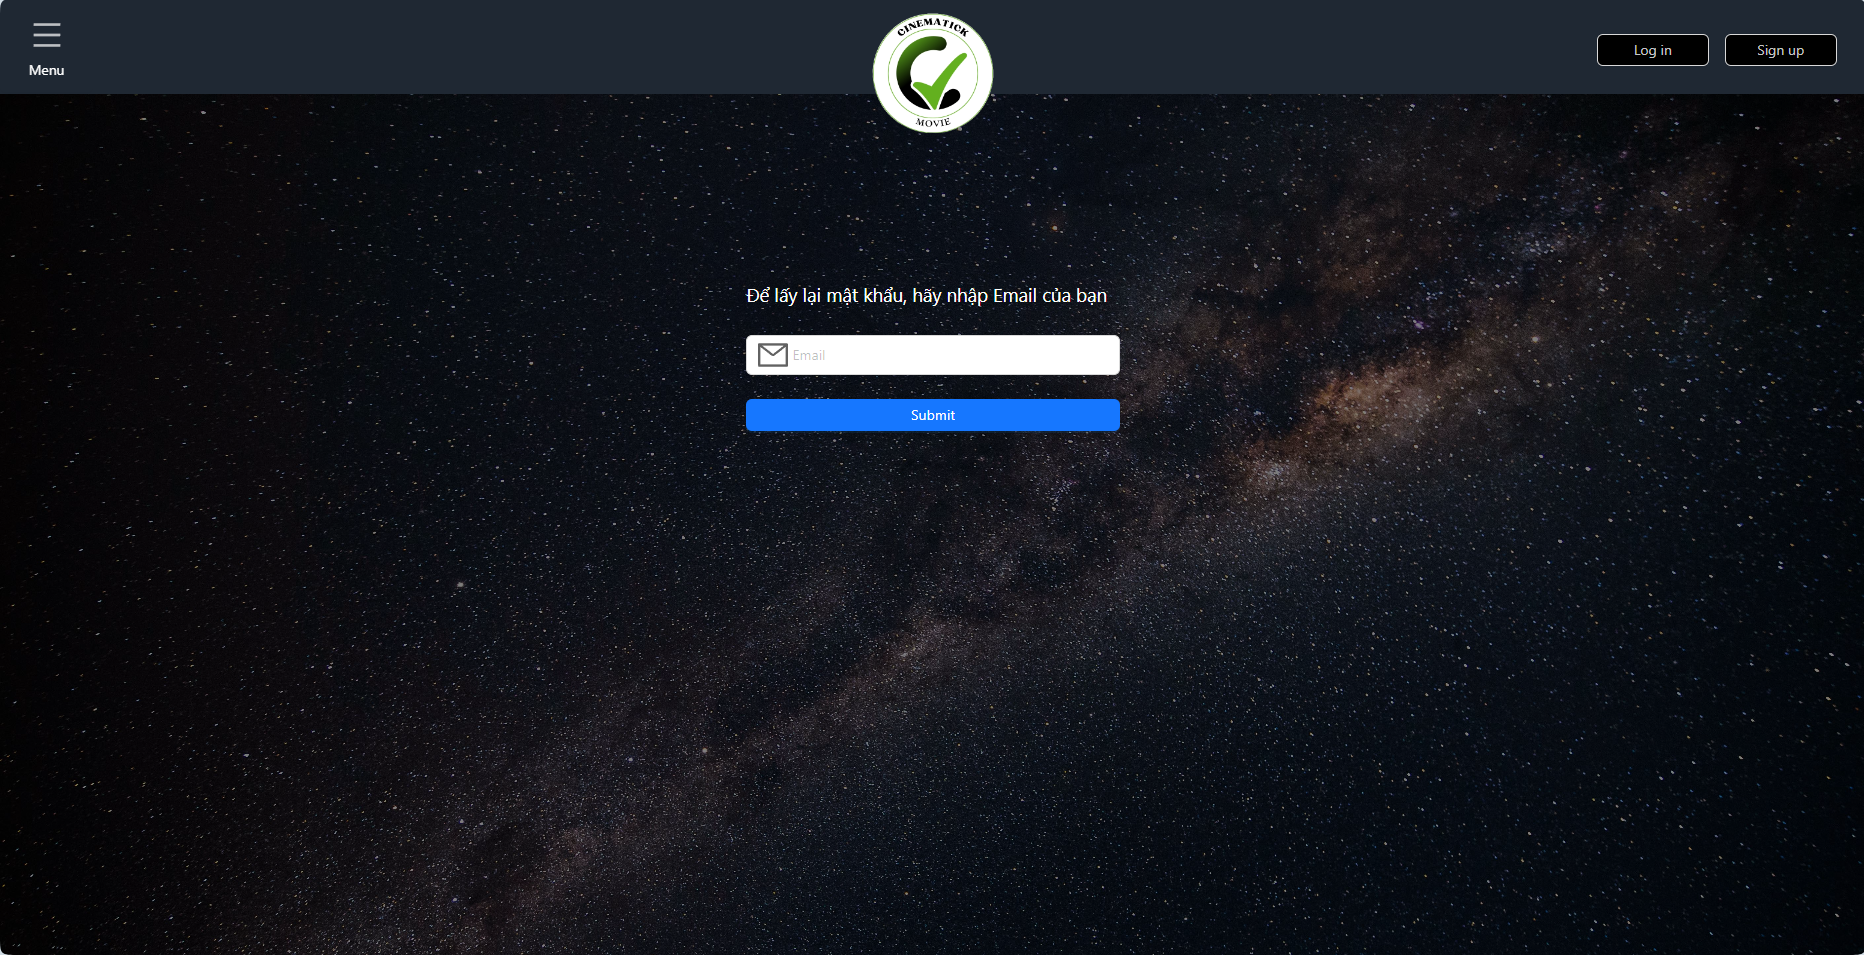 Menu
CINEMATICK
MOVIE
Log in
Sign up
Để lấy lại mật khẩu, hãy nhập Email của bạn
Email
Submit